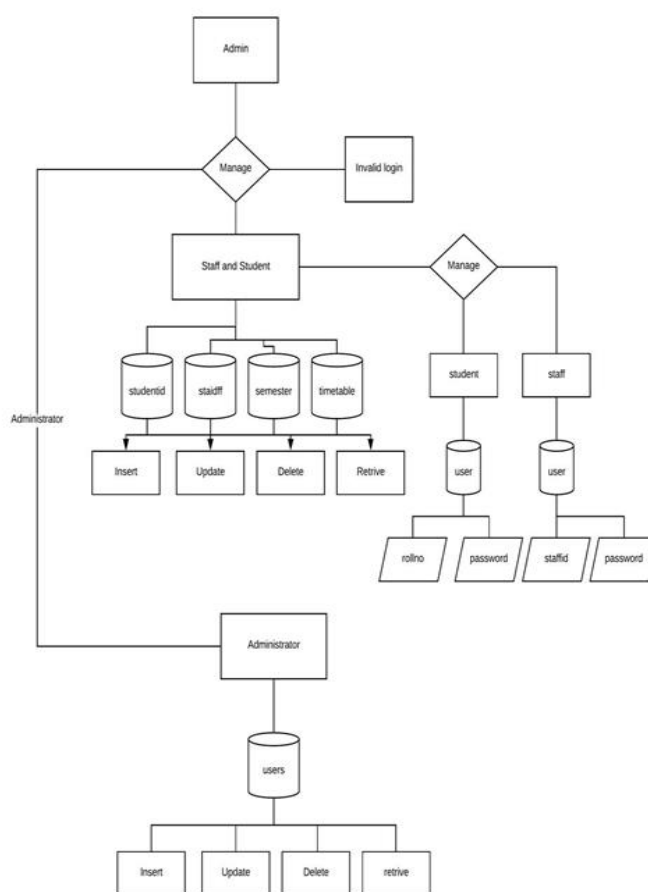 Admin
Manage
Invalid login
Staff and Student
Manage
studentid
staidff
semester
timetable
student
staff
Administrator
Insert
Update
Delete
Retrive
user
user
rollno
password
staffid
password
Administrator
users
Insert
Update
Delete
retrive